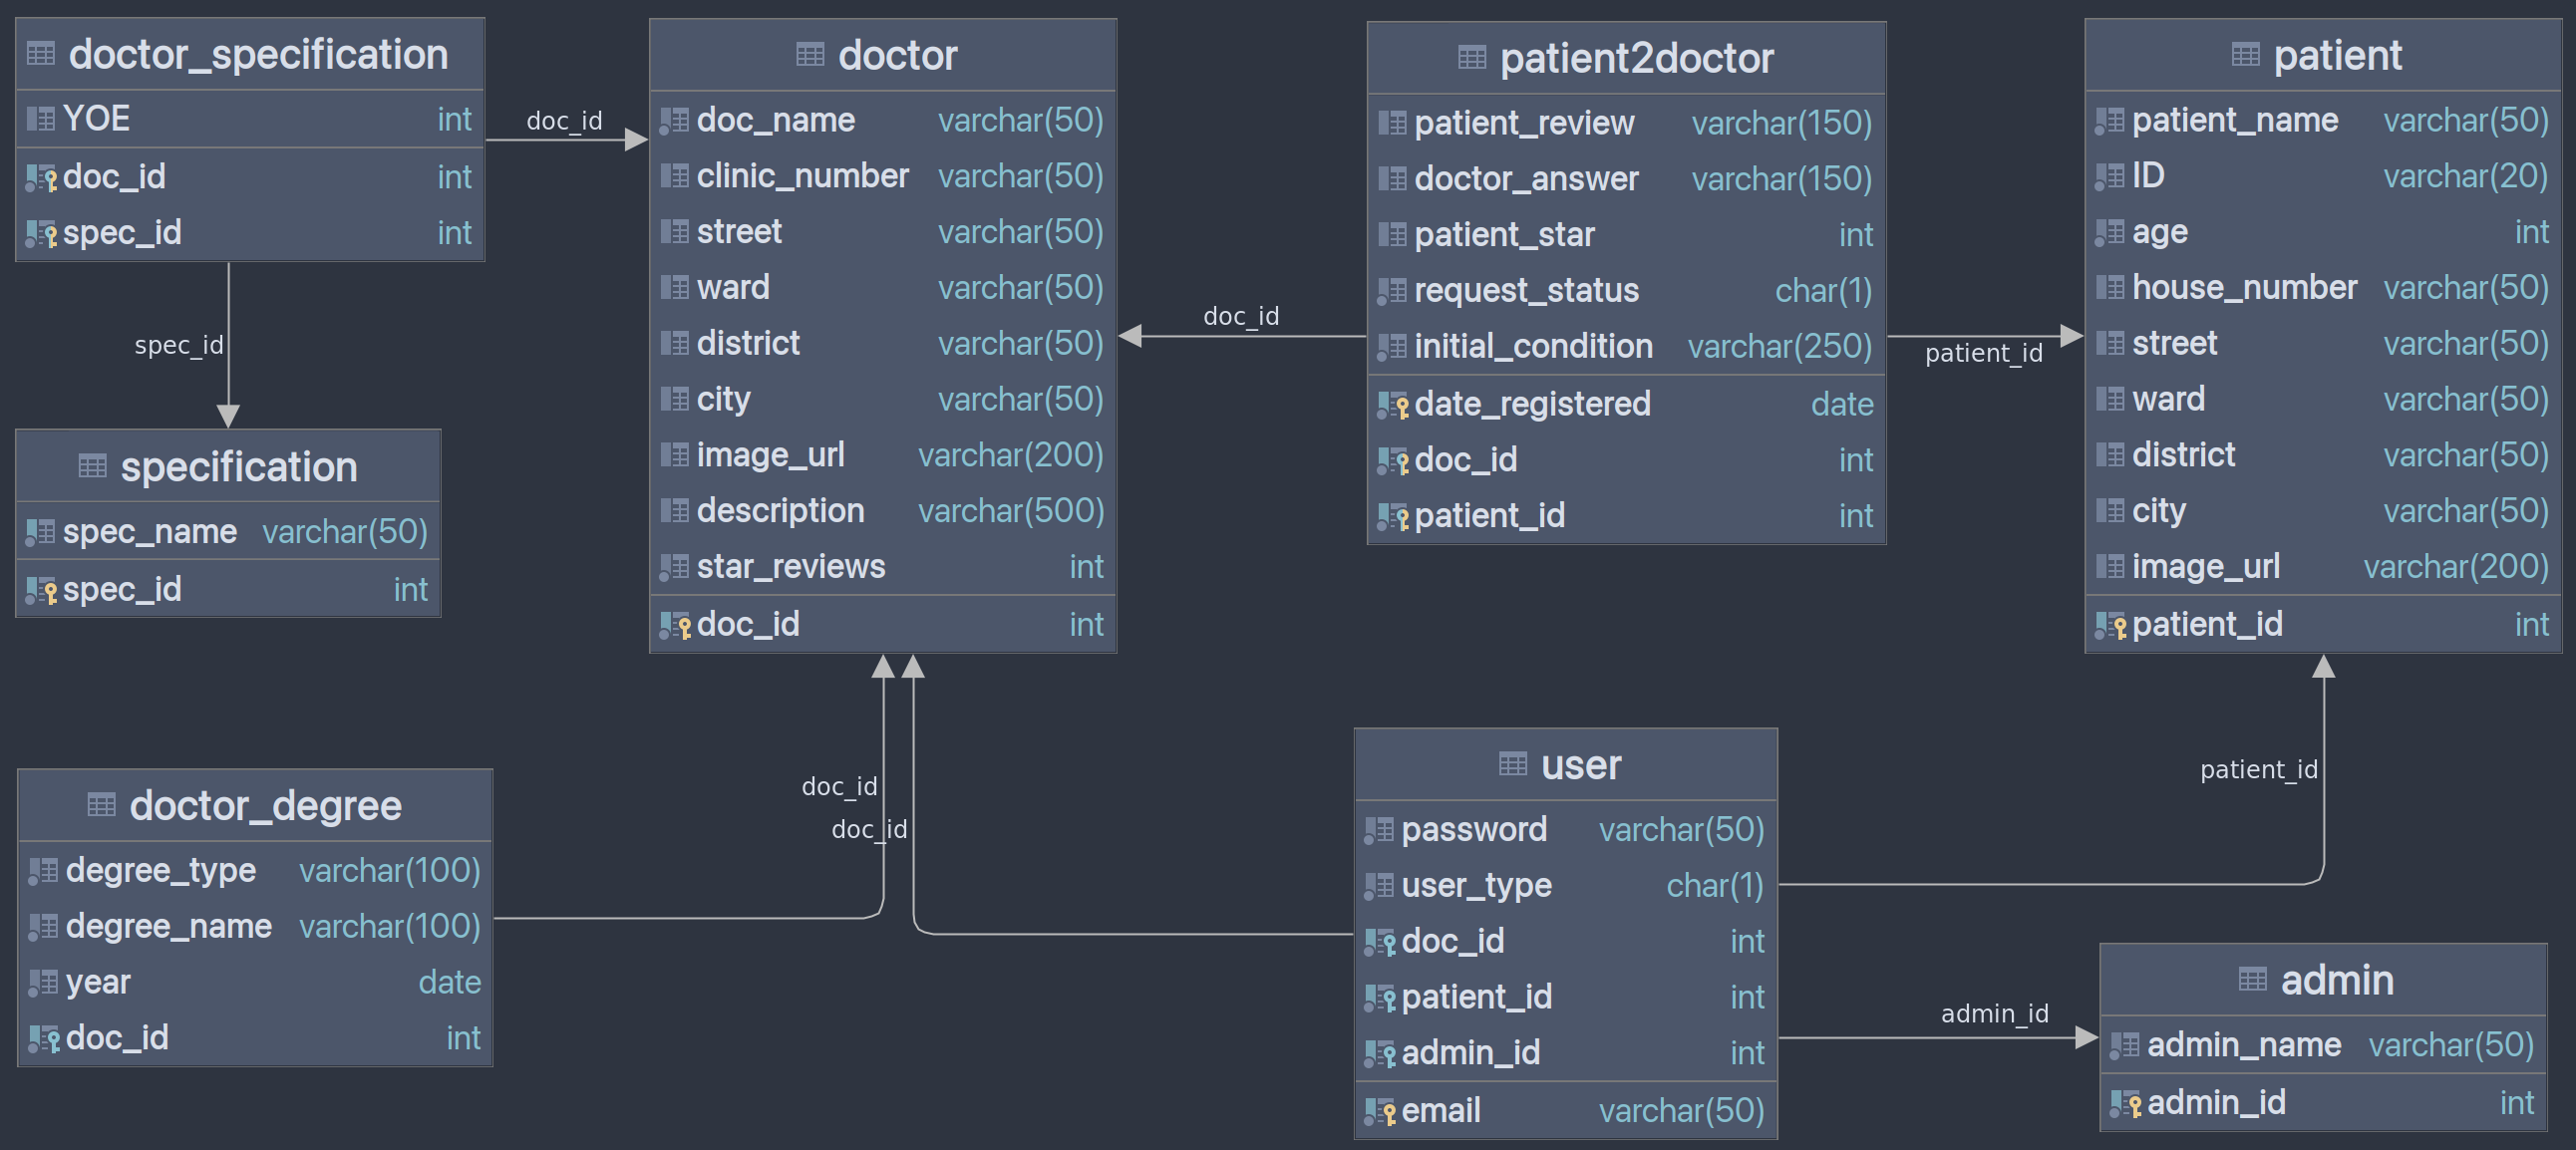 doctor_specification
YOE int
doc_id int
spec_id int
doc_id
spec_id
specification
spec_name varchar(50)
spec_id int
doctor
doc_name varchar(50)
clinic_number varchar(50)
street varchar(50)
ward varchar(50)
district varchar(50)
city varchar(50)
image_url varchar(200)
description varchar(500)
star_reviews int
doc_id int
doc_id
patient2doctor
patient_review varchar(150)
doctor_answer varchar(150)
patient_star int
request_status char(1)
initial_condition varchar(250)
date_registered date
doc_id int
patient_id int
patient_id
patient
patient_name varchar(50)
ID varchar(20)
age int
house_number varchar(50)
street varchar(50)
ward varchar(50)
district varchar(50)
city varchar(50)
image_url varchar(200)
patient_id int
doctor_degree
degree_type varchar(100)
degree_name varchar(100)
year date
doc_id int
doc_id
doc_id
user
password varchar(50)
user_type char(1)
doc_id int
patient_id int
admin_id int
email varchar(50)
patient_id
admin_id
admin
admin_name varchar(50)
admin_id int